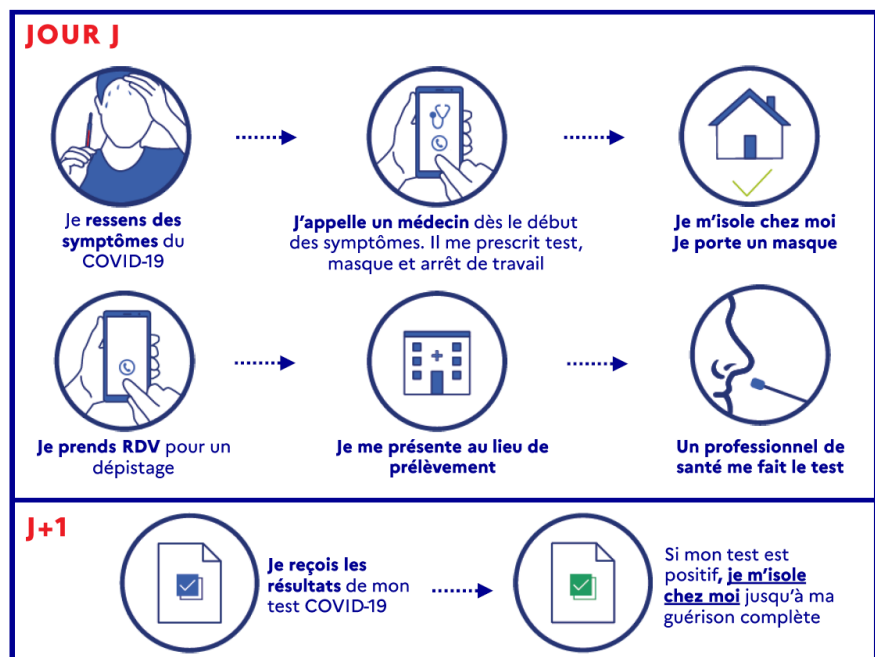 JOUR J
Je ressens des
symptômes du
COVID-19
J'appelle un médecin dès le début
des symptômes. Il me prescrit test,
masque et arrêt de travail
Je m'isole chez moi
Je porte un masque
Je prends RDV pour un
dépistage
Je me présente au lieu de
prélèvement
Un professionnel de
santé me fait le test
J+1
Je reçois les
résultats de mon
test COVID-19
Si mon test est
positif, je m'isole
chez moi jusqu'à ma
guérison complète